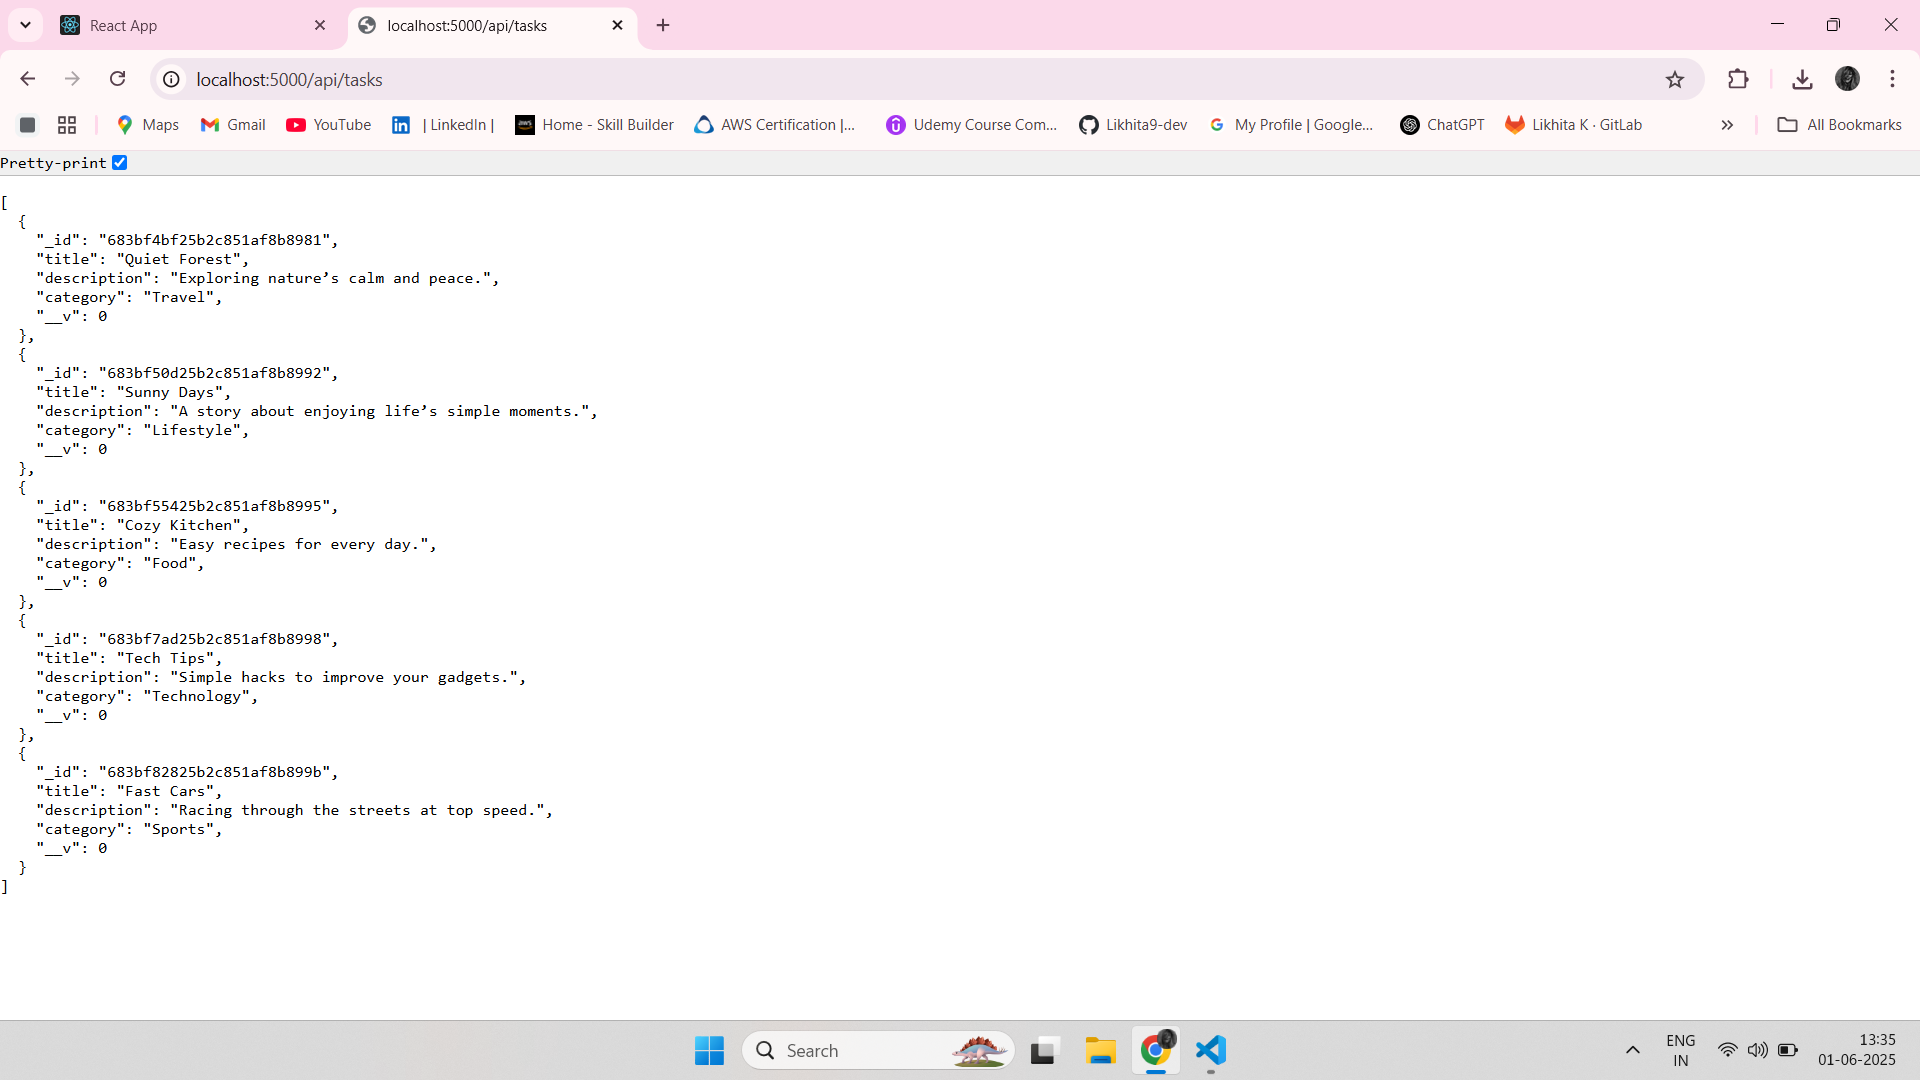 React App
localhost:5000/api/tasks
localhost:5000/api/tasks
Maps
Gmail
YouTube
| LinkedIn |
Home - Skill Builder
AWS Certification |...
Udemy Course Com...
Likhita9-dev
My Profile | Google...
ChatGPT
Likhita K · GitLab
All Bookmarks
Pretty-print
[
  {
    "_id": "683bf4bf25b2c851af8b8981",
    "title": "Quiet Forest",
    "description": "Exploring nature’s calm and peace.",
    "category": "Travel",
    "__v": 0
  },
  {
    "_id": "683bf50d25b2c851af8b8992",
    "title": "Sunny Days",
    "description": "A story about enjoying life’s simple moments.",
    "category": "Lifestyle",
    "__v": 0
  },
  {
    "_id": "683bf55425b2c851af8b8995",
    "title": "Cozy Kitchen",
    "description": "Easy recipes for every day.",
    "category": "Food",
    "__v": 0
  },
  {
    "_id": "683bf7ad25b2c851af8b8998",
    "title": "Tech Tips",
    "description": "Simple hacks to improve your gadgets.",
    "category": "Technology",
    "__v": 0
  },
  {
    "_id": "683bf82825b2c851af8b899b",
    "title": "Fast Cars",
    "description": "Racing through the streets at top speed.",
    "category": "Sports",
    "__v": 0
  }
]
Search
ENG
IN
13:35
01-06-2025